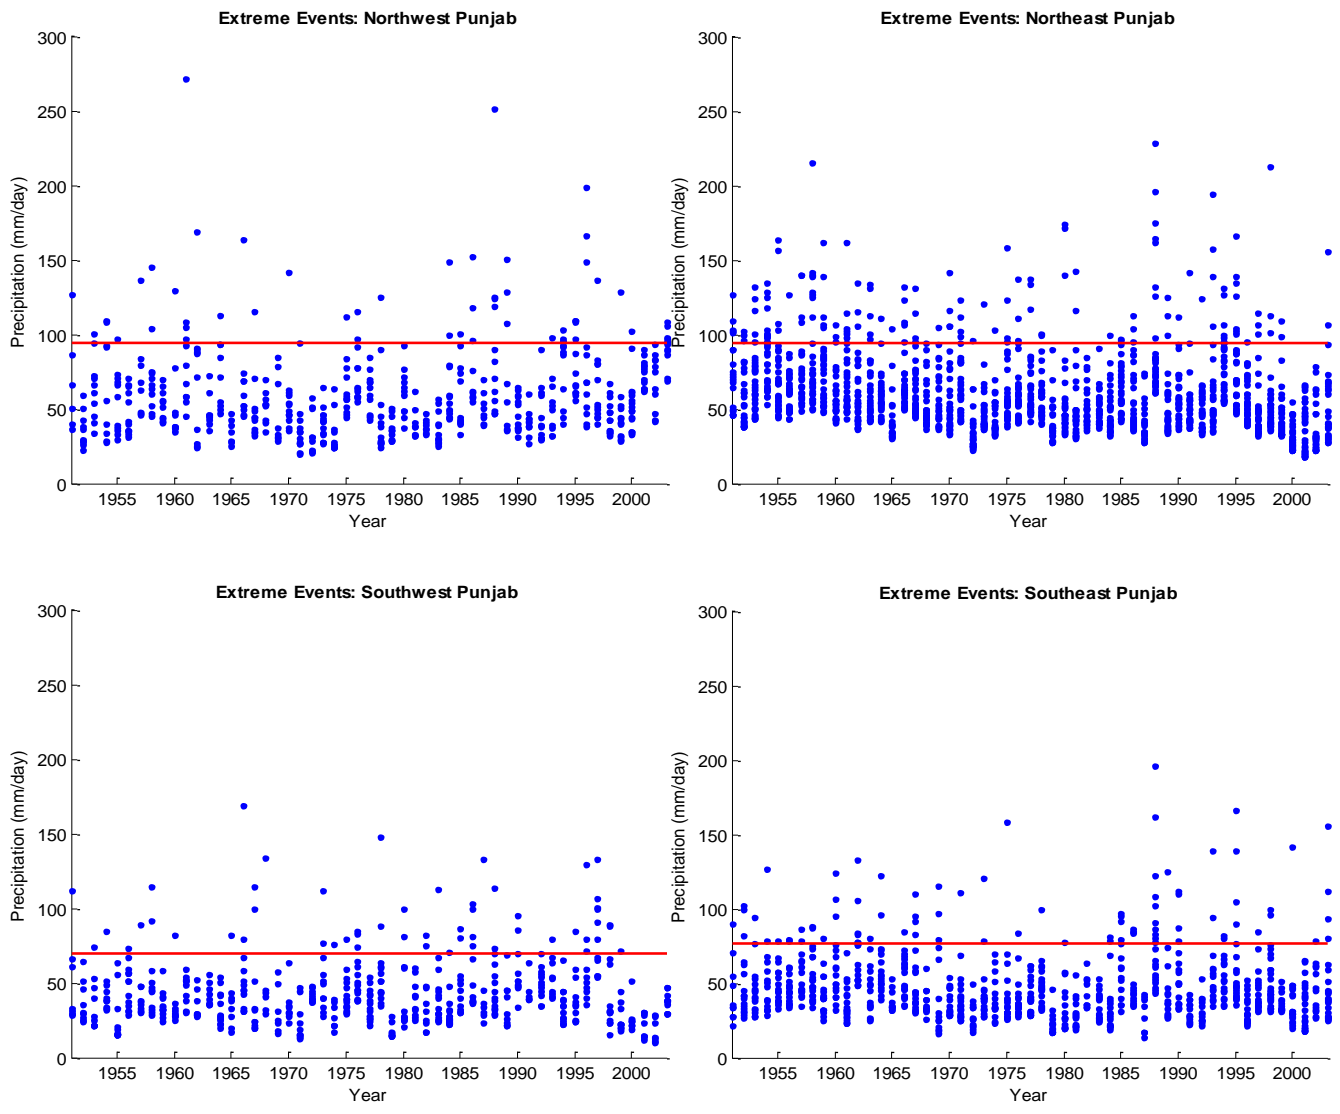 Extreme Events: Northwest Punjab
300
250
200
150
100
50
0
Precipitation (mm/day)
1955 1960 1965 1970 1975 1980 1985 1990 1995 2000
Year
Extreme Events: Northeast Punjab
300
250
200
150
100
50
0
Precipitation (mm/day)
1955 1960 1965 1970 1975 1980 1985 1990 1995 2000
Year
Extreme Events: Southwest Punjab
300
250
200
150
100
50
0
Precipitation (mm/day)
1955 1960 1965 1970 1975 1980 1985 1990 1995 2000
Year
Extreme Events: Southeast Punjab
300
250
200
150
100
50
0
Precipitation (mm/day)
1955 1960 1965 1970 1975 1980 1985 1990 1995 2000
Year